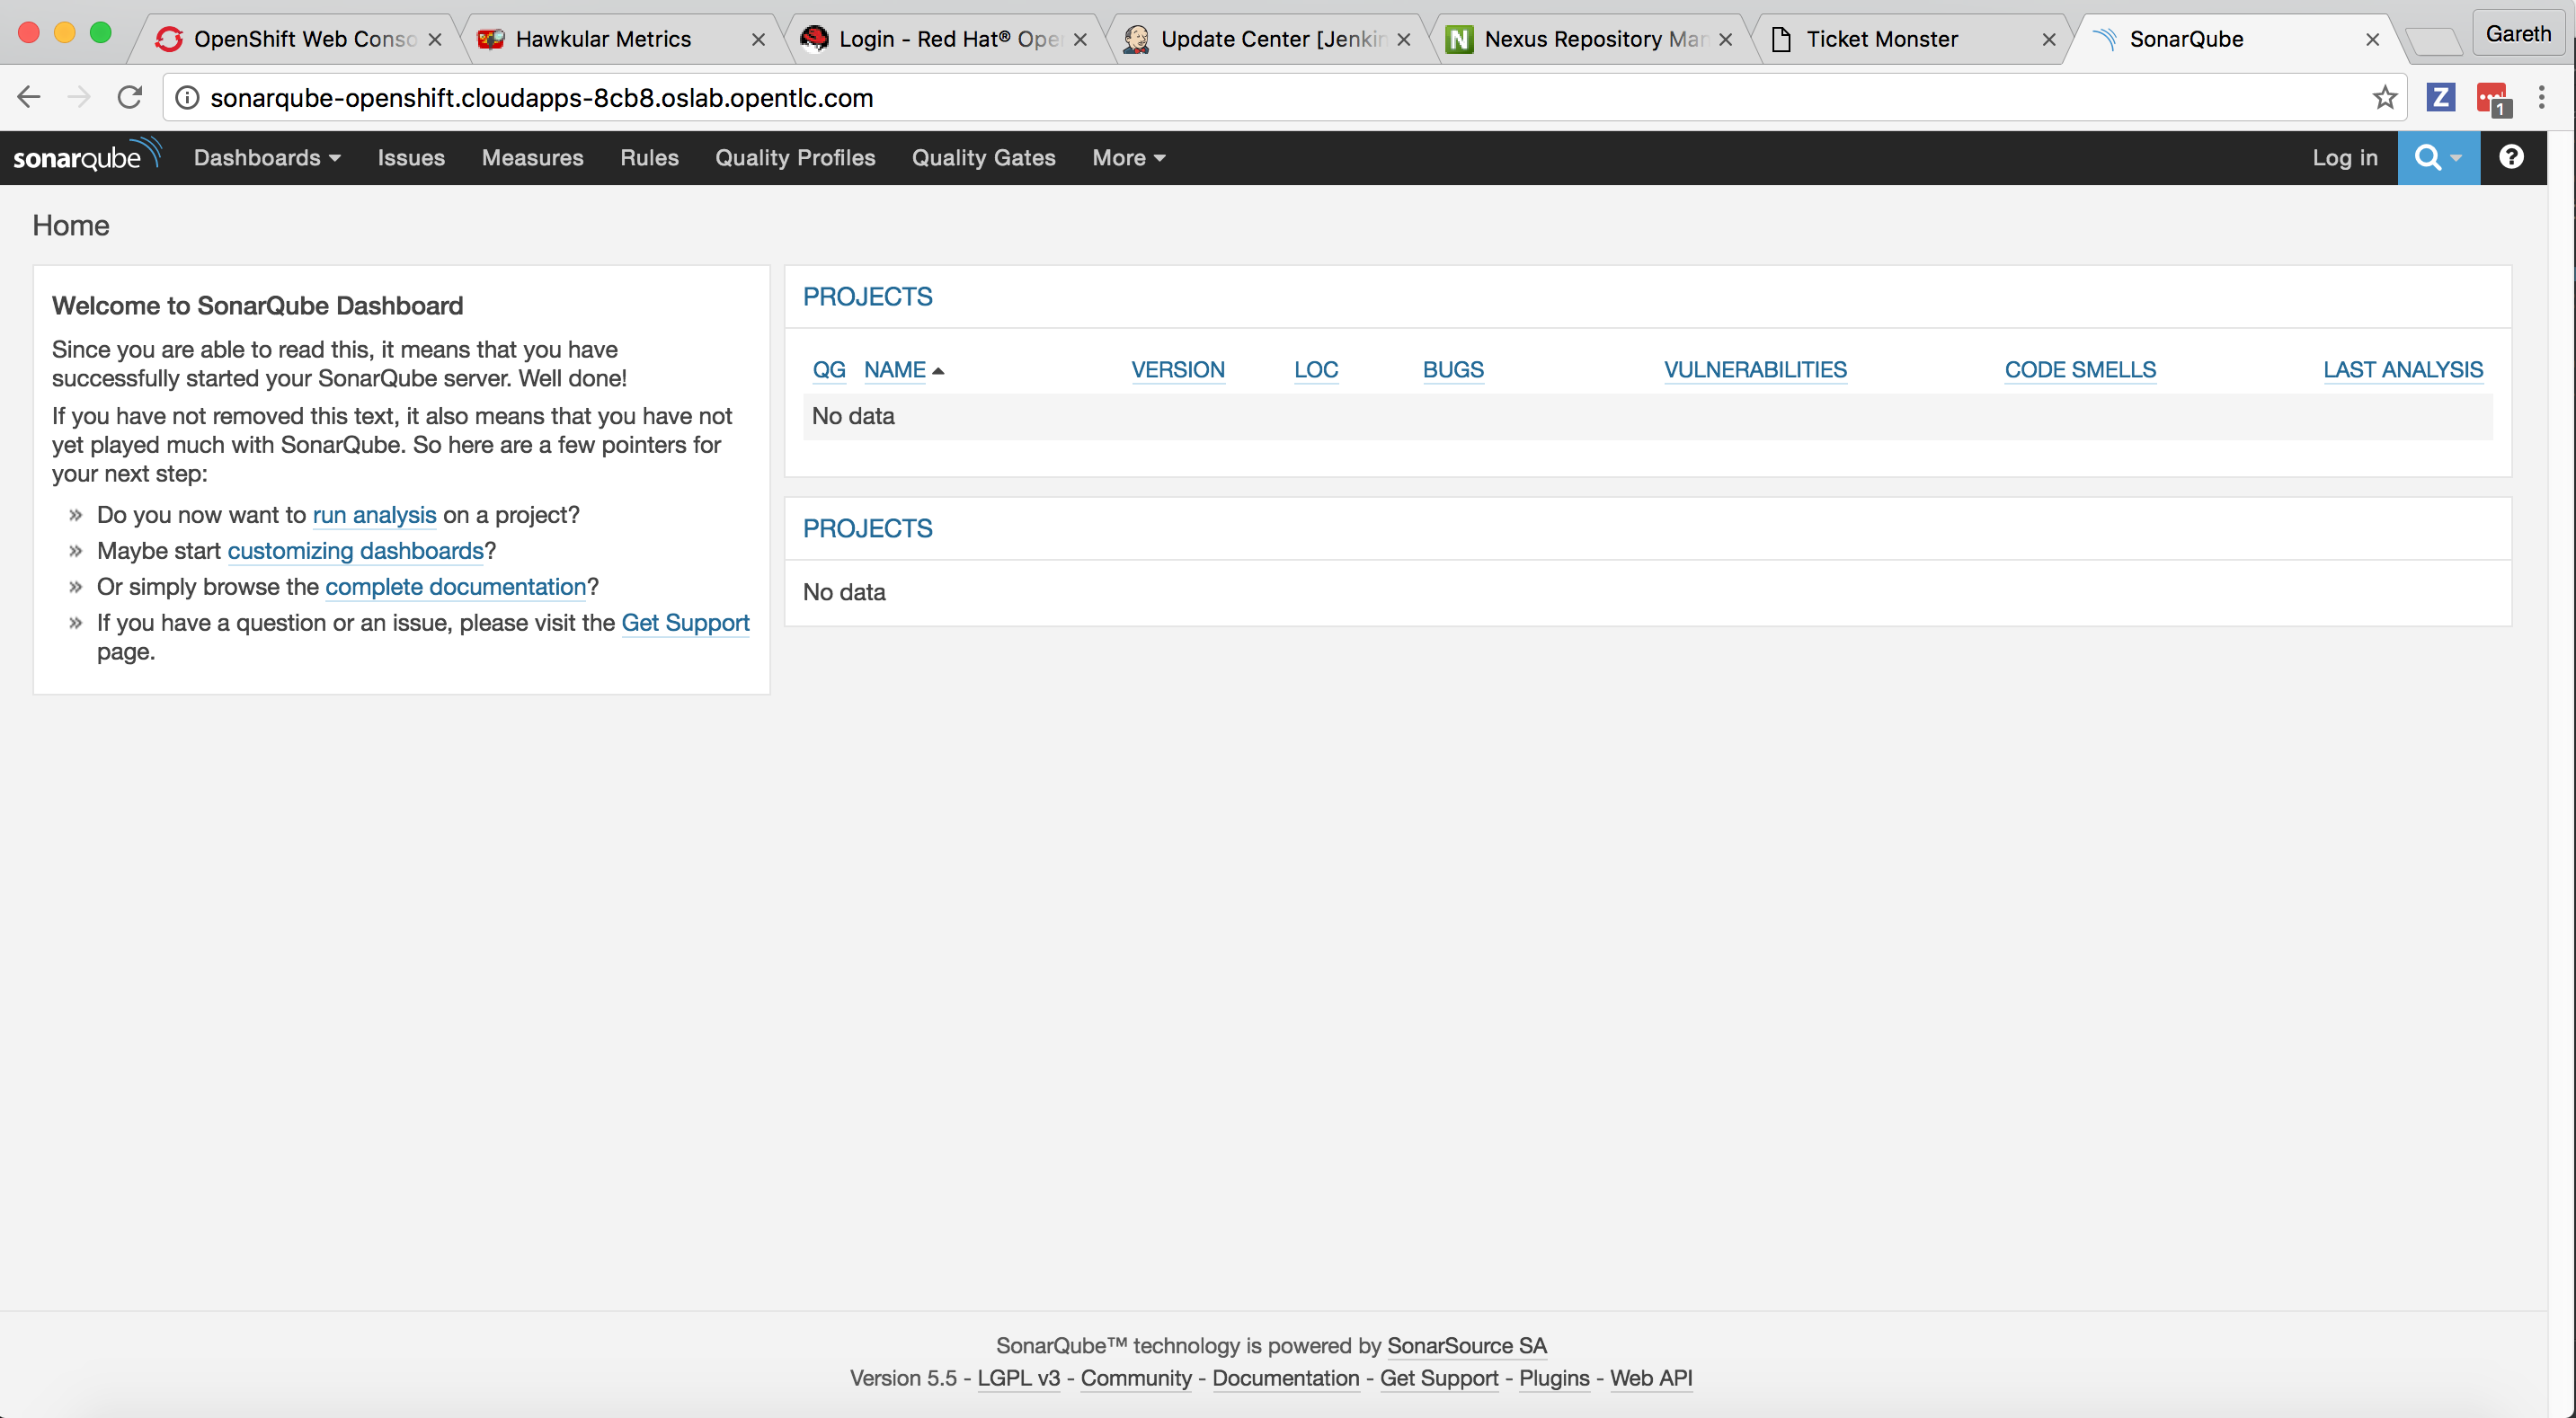 OpenShift Web Conso
Hawkular Metrics
Login - Red Hat® Ope
Update Center [Jenkin
Nexus Repository Man
Ticket Monster
SonarQube
Gareth
sonarqube-openshift.cloudapps-8cb8.oslab.opentlc.com
Z
1
sonarqube
Dashboards
Issues
Measures
Rules
Quality Profiles
Quality Gates
More
Log in
Home
Welcome to SonarQube Dashboard
Since you are able to read this, it means that you have
successfully started your SonarQube server. Well done!
If you have not removed this text, it also means that you have not
yet played much with SonarQube. So here are a few pointers for
your next step:
» Do you now want to run analysis on a project?
» Maybe start customizing dashboards?
» Or simply browse the complete documentation?
» If you have a question or an issue, please visit the Get Support
page.
PROJECTS
QG NAME VERSION LOC BUGS VULNERABILITIES CODE SMELLS LAST ANALYSIS
No data
PROJECTS
No data
SonarQube™ technology is powered by SonarSource SA
Version 5.5 - LGPL v3 - Community - Documentation - Get Support - Plugins - Web API